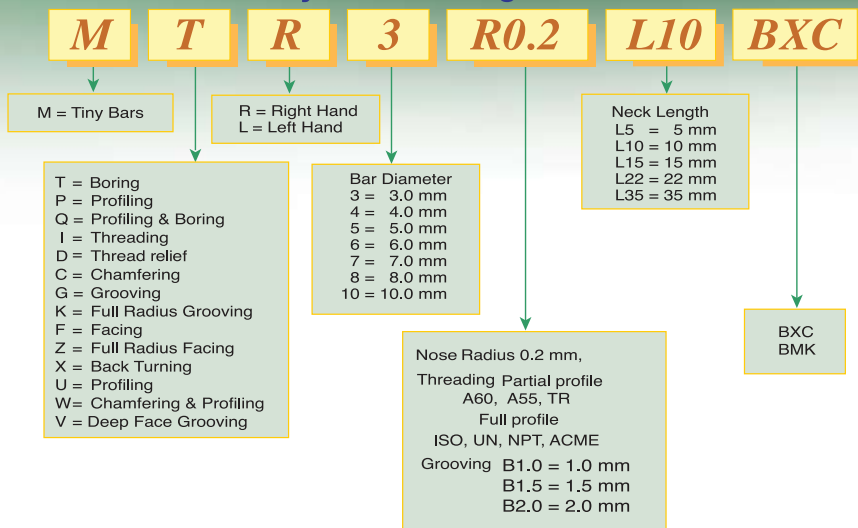 M T R 3 R0.2 L10 BXC
M = Tiny Bars
R = Right Hand
L = Left Hand
Neck Length
L5 = 5 mm
L10 = 10 mm
L15 = 15 mm
L22 = 22 mm
L35 = 35 mm
T = Boring
P = Profiling
Q = Profiling & Boring
I = Threading
D = Thread relief
C = Chamfering
G = Grooving
K = Full Radius Grooving
F = Facing
Z = Full Radius Facing
X = Back Turning
U = Profiling
W= Chamfering & Profiling
V = Deep Face Grooving
Bar Diameter
3 = 3.0 mm
4 = 4.0 mm
5 = 5.0 mm
6 = 6.0 mm
7 = 7.0 mm
8 = 8.0 mm
10 = 10.0 mm
Nose Radius 0.2 mm,
Threading Partial profile
A60, A55, TR
Full profile
ISO, UN, NPT, ACME
Grooving B1.0 = 1.0 mm
B1.5 = 1.5 mm
B2.0 = 2.0 mm
BXC
BMK